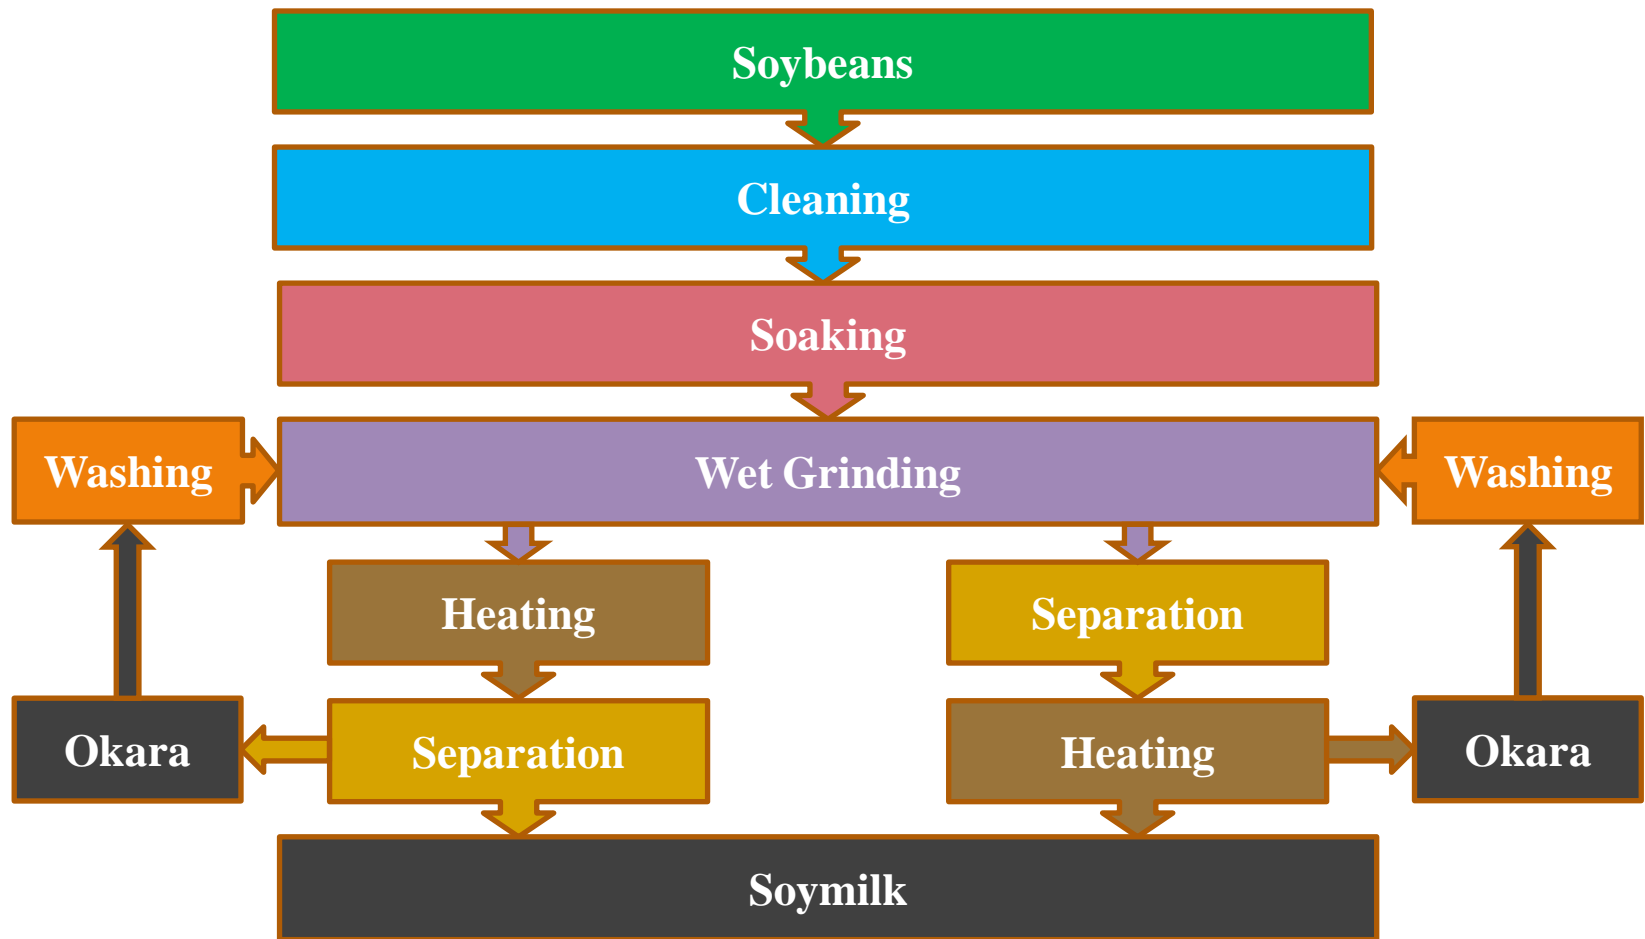 Soybeans
Cleaning
Soaking
Washing
Wet Grinding
Washing
Heating
Separation
Okara
Separation
Heating
Okara
Soymilk